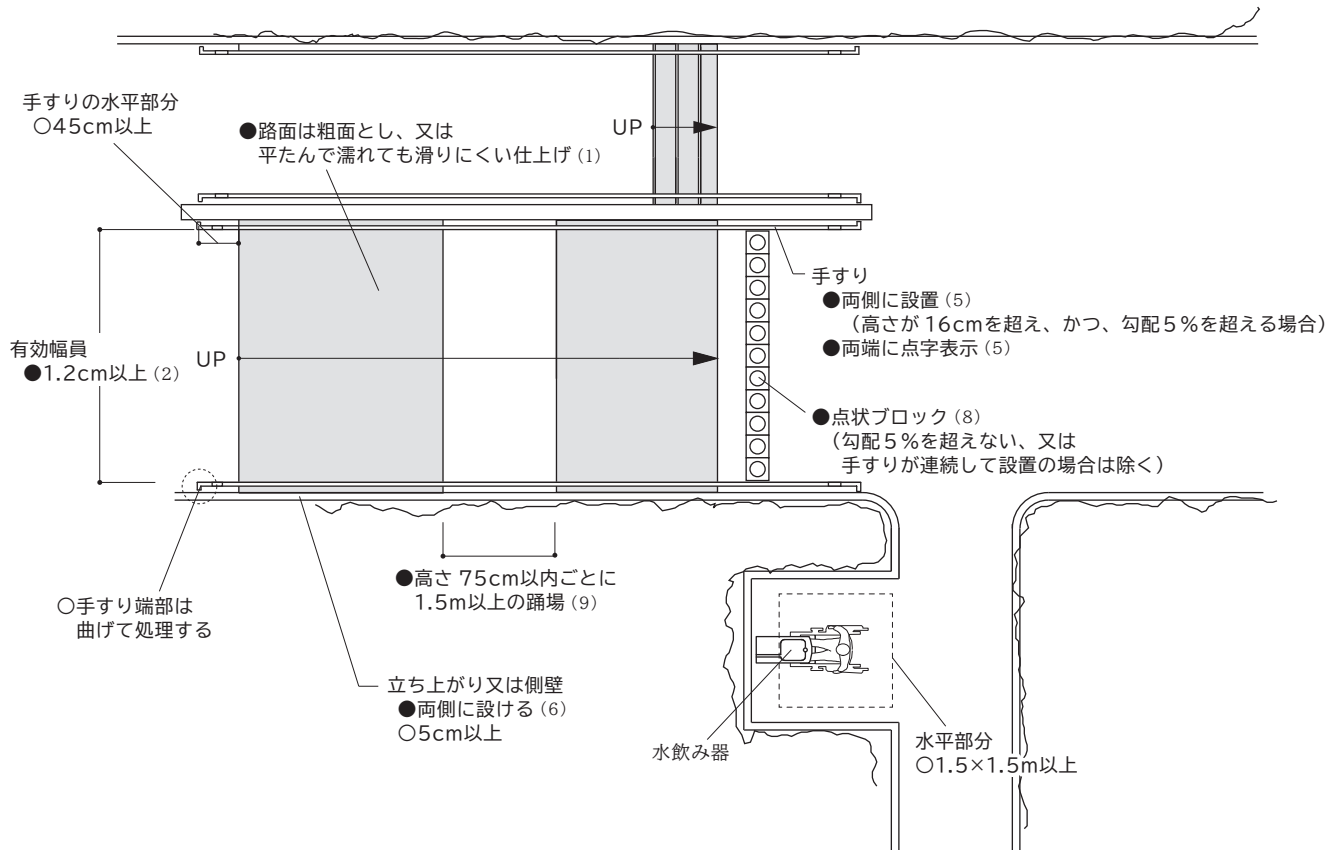 手すりの水平部分
○45cm以上
●路面は粗面とし、又は
平たんで濡れても滑りにくい仕上げ(1)
UP
手すり
●両側に設置(5)
（高さが16cmを超え、かつ、勾配5％を超える場合）
●両端に点字表示(5)
有効幅員
●1.2cm以上(2)
UP
●点状ブロック(8)
（勾配5％を超えない、又は
手すりが連続して設置の場合は除く）
●高さ75cm以内ごとに
1.5m以上の踊場(9)
○手すり端部は
曲げて処理する
立ち上がり又は側壁
●両側に設ける(6)
○5cm以上
水飲み器
水平部分
○1.5×1.5m以上